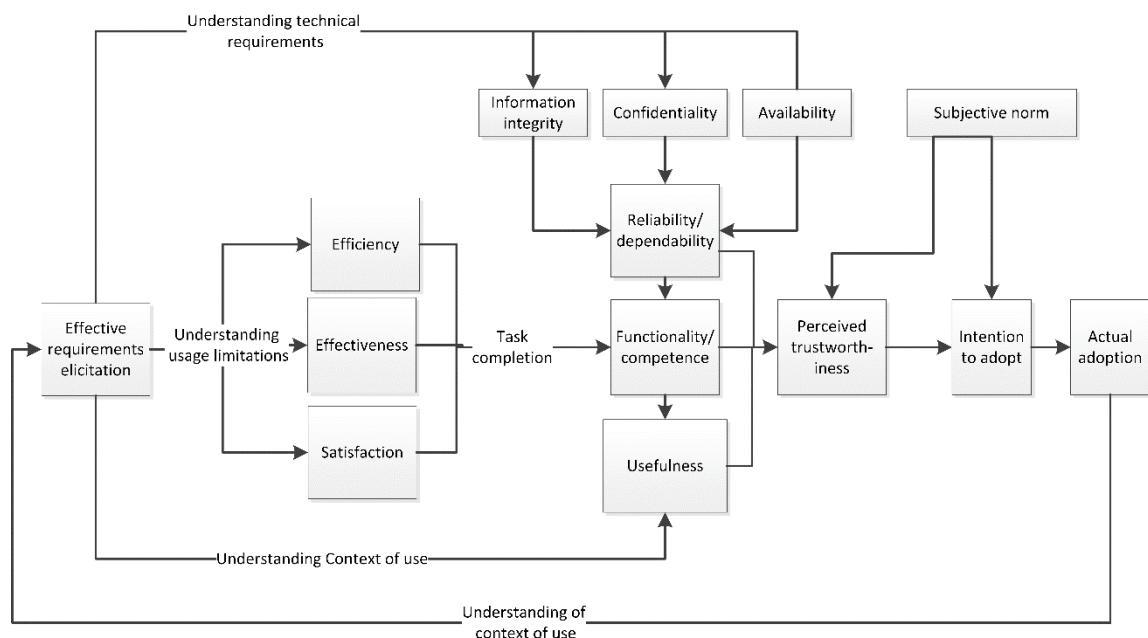 Understanding technical
requirements
Information
integrity
Confidentiality
Availability
Subjective norm
Reliability/
dependability
Efficiency
Effective
requirements
elicitation
Understanding
usage limitations
Effectiveness
Task
completion
Functionality/
competence
Perceived
trustworth-
iness
Intention
to adopt
Actual
adoption
Satisfaction
Usefulness
Understanding Context of use
Understanding of
context of use